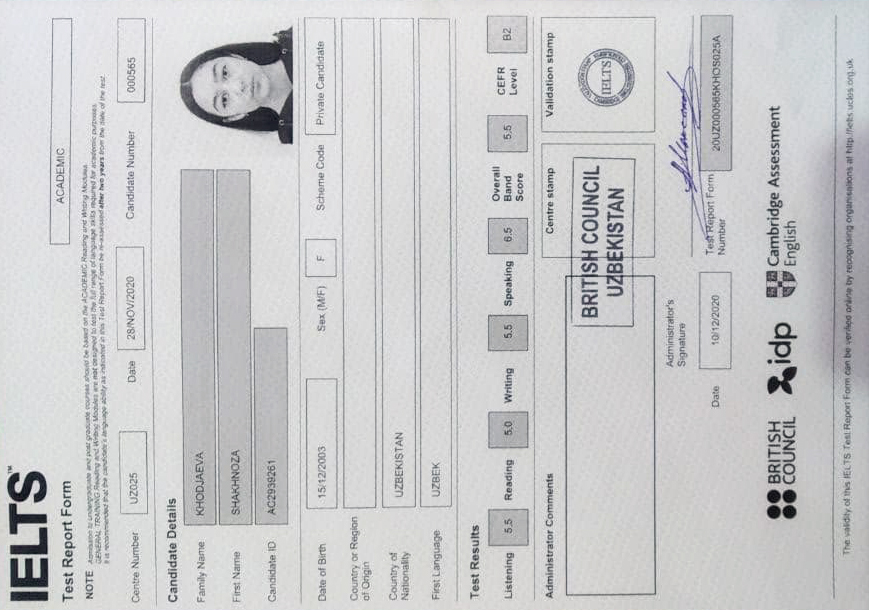 IELTS™
Test Report Form
ACADEMIC
NOTE Admission to undergraduate and post graduate courses should be based on the ACADEMIC Reading and Writing Modules.
GENERAL TRAINING Reading and Writing Modules are not designed to test the full range of language skills required for academic purposes.
It is recommended that the candidate's language ability as indicated in this Test Report Form be re-assessed after two years from the date of the test.
Centre Number UZ025 Date 28/NOV/2020 Candidate Number 000565
Candidate Details
Family Name KHODJAEVA
First Name SHAKHNOZA
Candidate ID AC2939261
Date of Birth 15/12/2003 Sex (M/F) F Scheme Code Private Candidate
Country or Region
of Origin
Country of
Nationality UZBEKISTAN
First Language UZBEK
Test Results
Listening 5.5 Reading 5.0 Writing 5.5 Speaking 6.5 Overall Band Score 5.5 CEFR Level B2
Administrator Comments
Centre stamp
Validation stamp
BRITISH COUNCIL
UZBEKISTAN
IELTS
Administrator's
Signature
Date 10/12/2020 Test Report Form Number 20UZ000565KHOS025A
BRITISH
COUNCIL
idp
Cambridge Assessment
English
The validity of this IELTS Test Report Form can be verified online by recognising organisations at http://ielts.ucles.org.uk